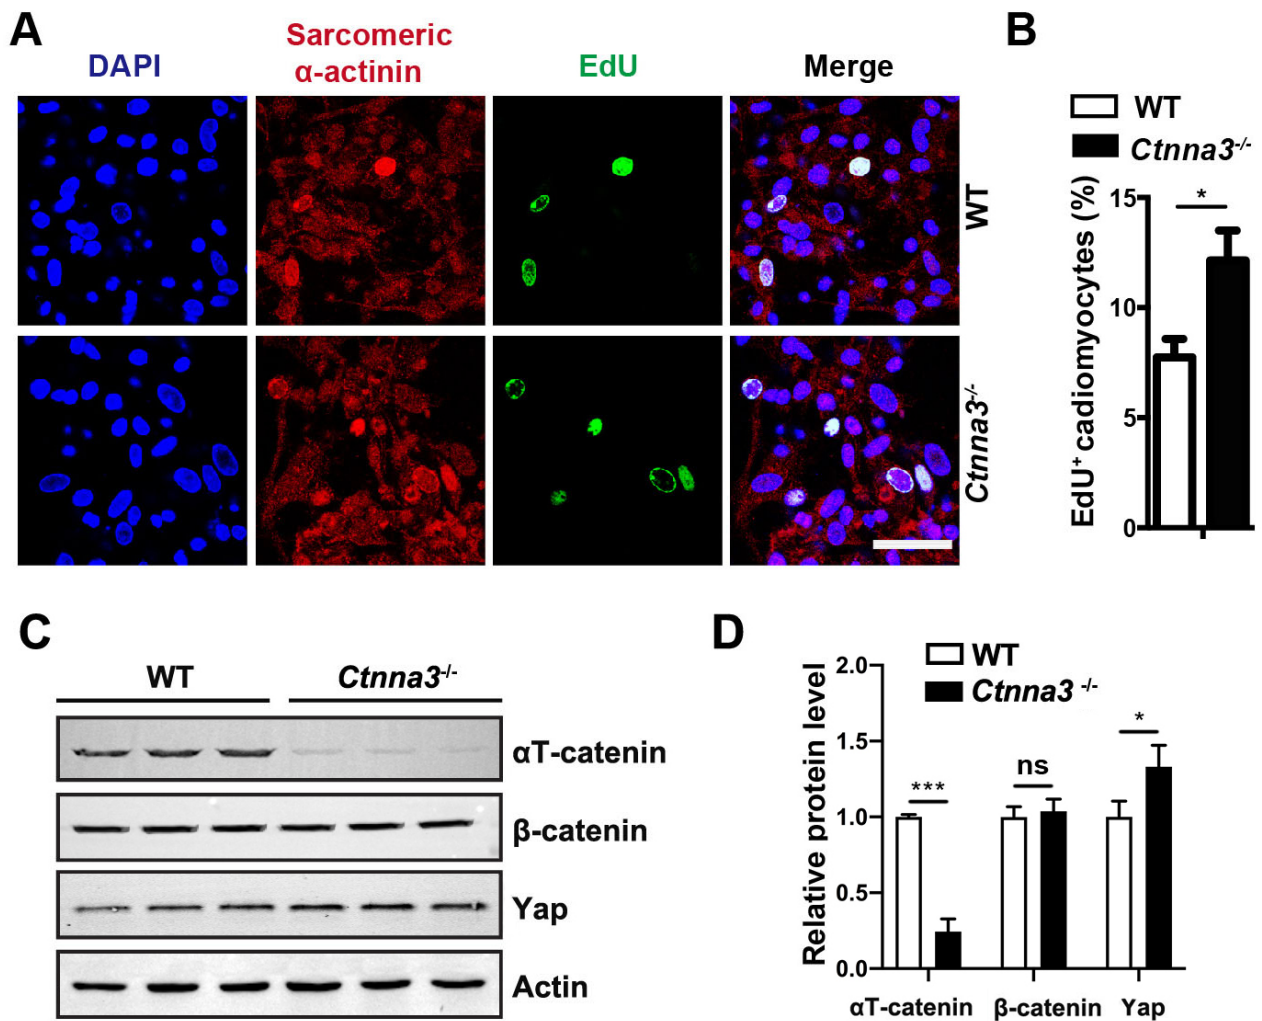 A
DAPI
Sarcomeric
α-actinin
EdU
Merge
WT
Ctnna3-/-
B
WT
Ctnna3-/-
EdU+ cadiomyocytes (%)
15
10
5
0
*
C
WT
Ctnna3-/-
αT-catenin
β-catenin
Yap
Actin
D
WT
Ctnna3 -/-
Relative protein level
2.0
1.5
1.0
0.5
0.0
***
ns
*
αT-catenin
β-catenin
Yap